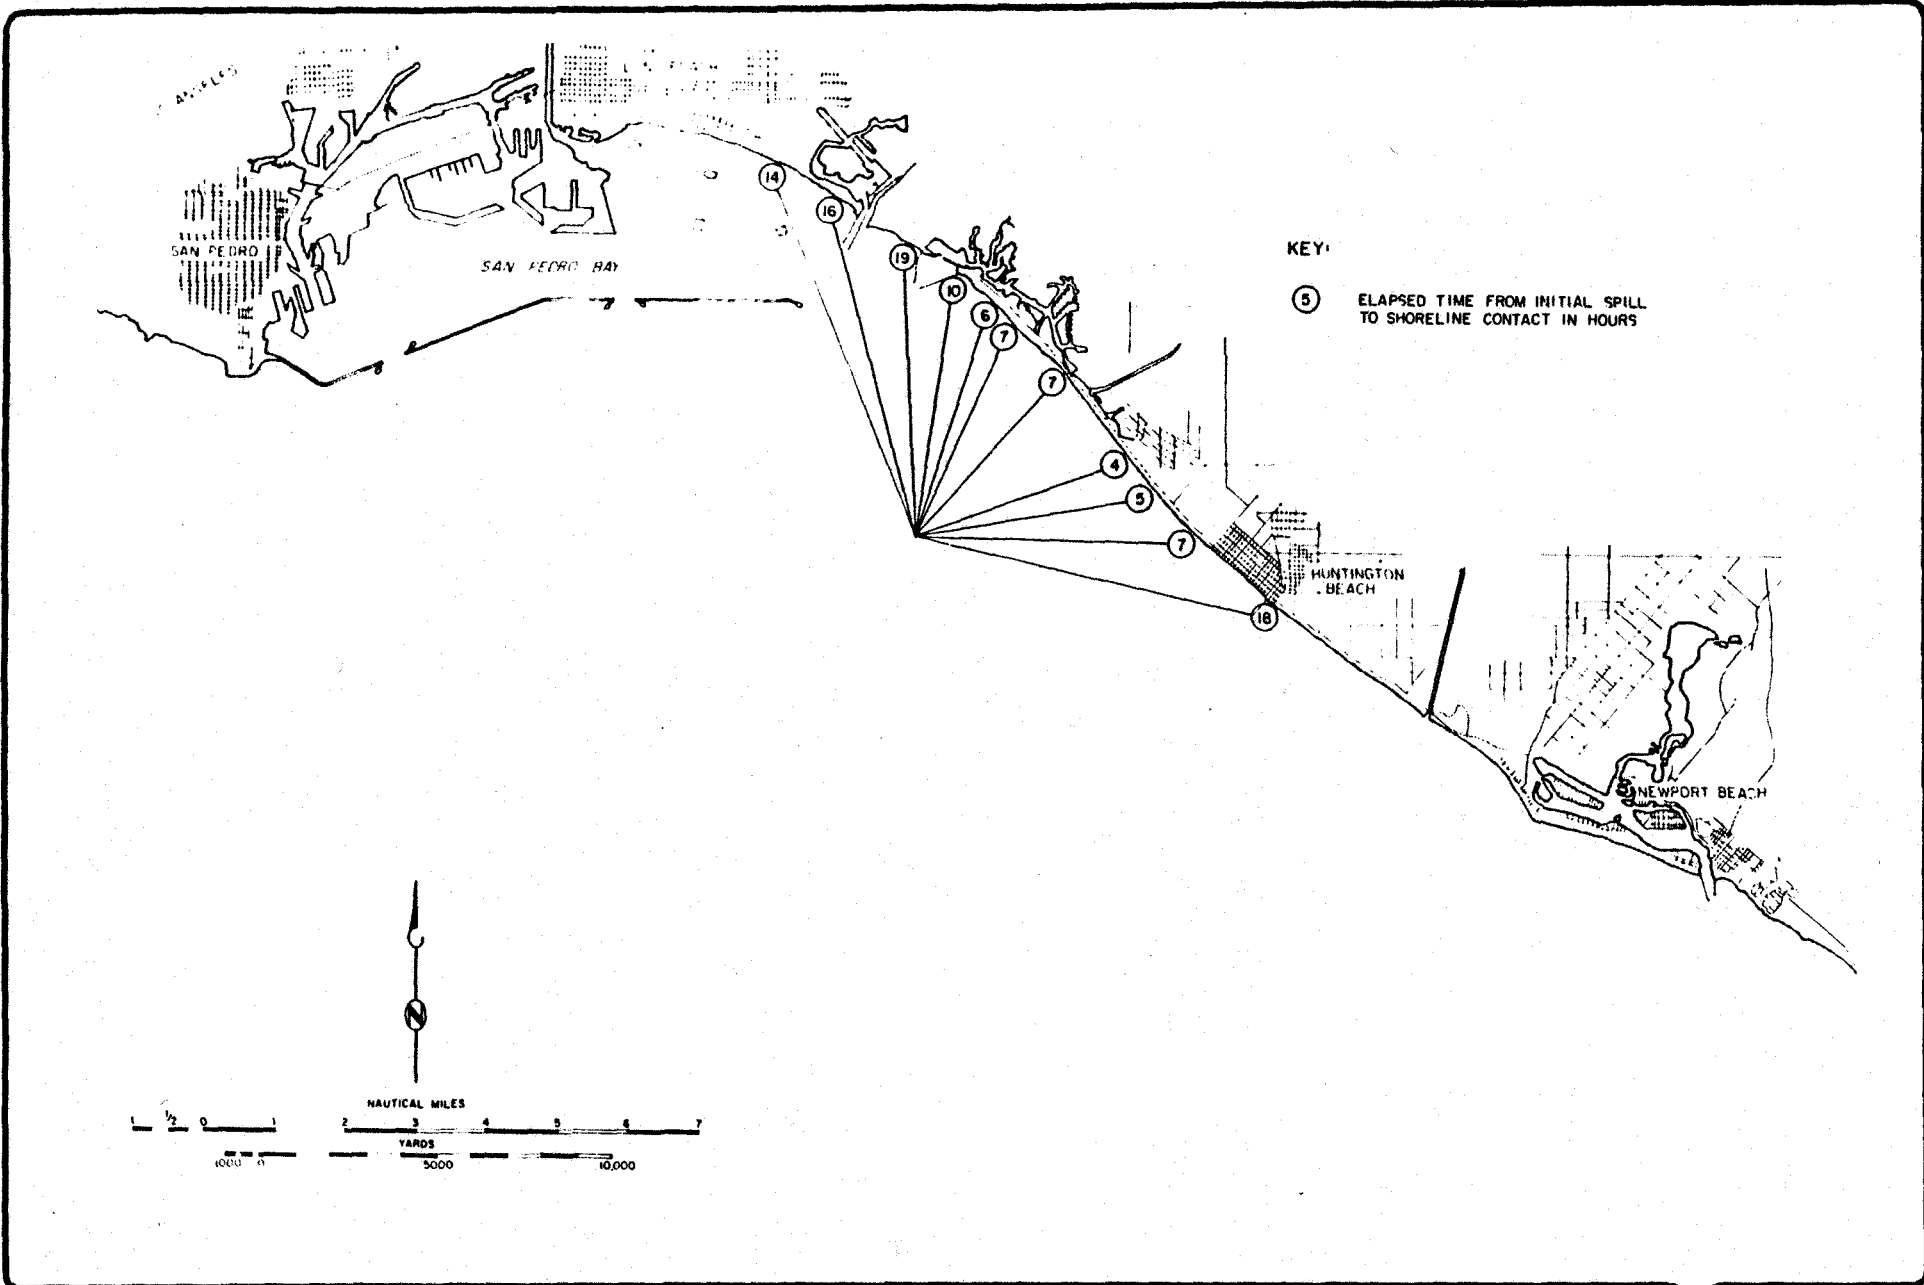 ANGELES
SAN PEDRO
SAN PEDRO BAY
14
16
19
10
6
7
7
4
5
7
18
KEY:
5 ELAPSED TIME FROM INITIAL SPILL
TO SHORELINE CONTACT IN HOURS
HUNTINGTON
BEACH
NEWPORT BEACH
N
NAUTICAL MILES
1 1/2 0 1 2 3 4 5 6 7
YARDS
1000 0 5000 10,000